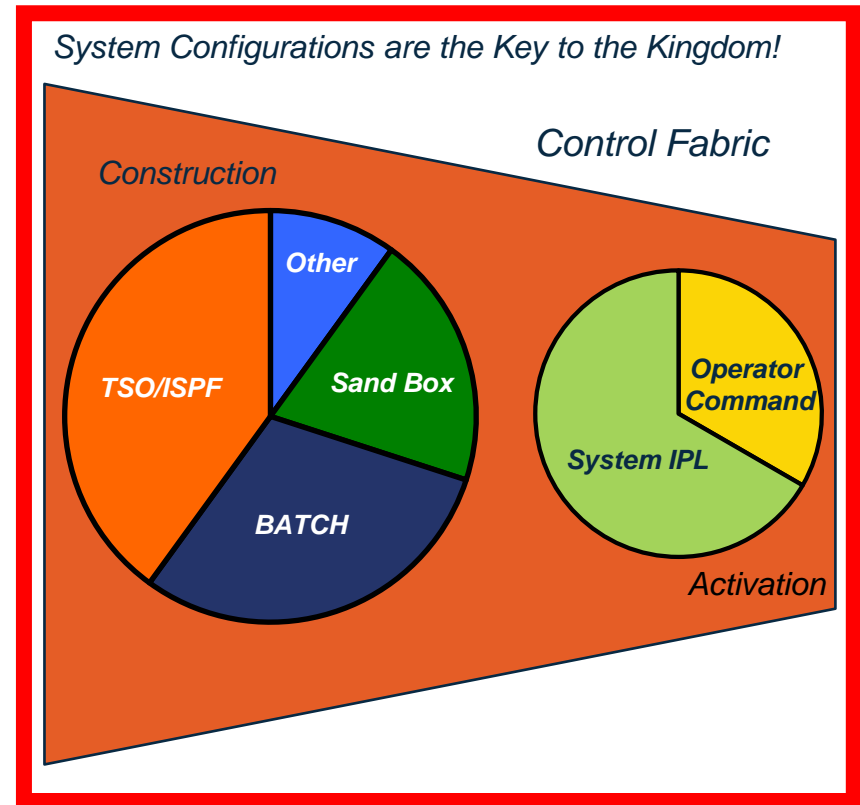 System Configurations are the Key to the Kingdom!
Control Fabric
Construction
Other
TSO/ISPF
Sand Box
BATCH
Operator
Command
System IPL
Activation